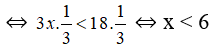 ⇔ 3x.1/3 < 18.1/3 ⇔ x < 6